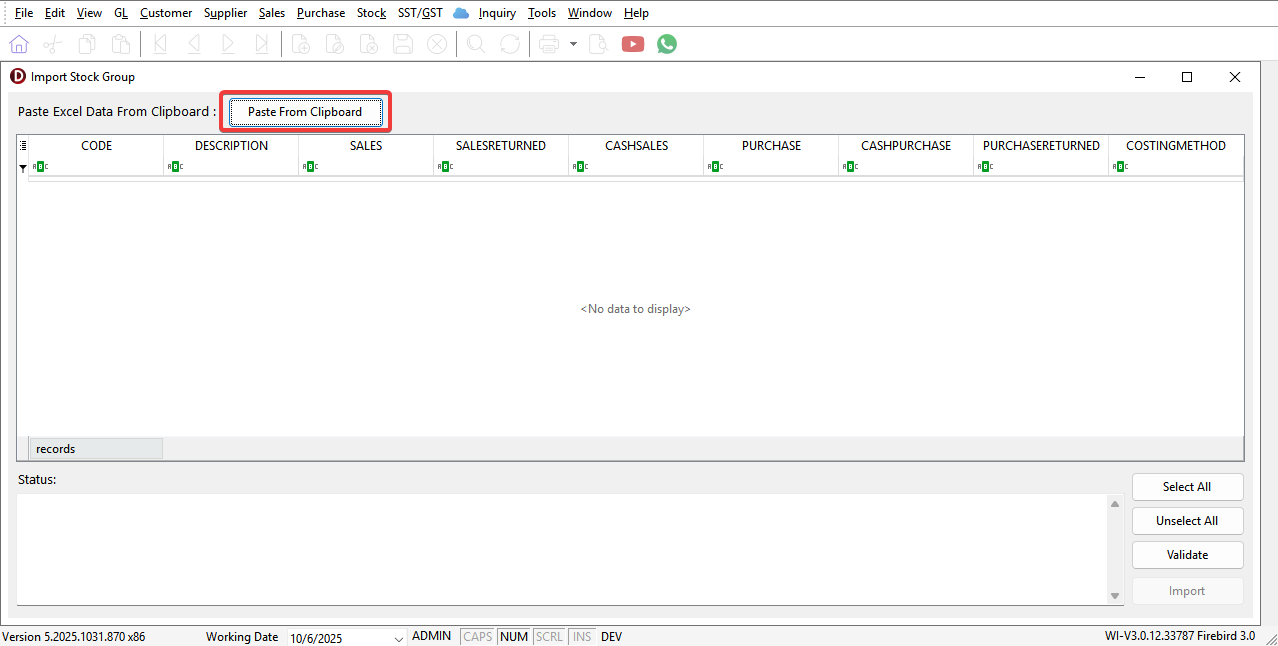 File Edit View GL Customer Supplier Sales Purchase Stock SST/GST Inquiry Tools Window Help
D Import Stock Group
Paste Excel Data From Clipboard : Paste From Clipboard
CODE DESCRIPTION SALES SALESRETURNED CASHSALES PURCHASE CASHPURCHASE PURCHASERETURNED COSTINGMETHOD
ABC ABC ABC ABC ABC ABC ABC ABC ABC
<No data to display>
records
Status:
Select All
Unselect All
Validate
Import
Version 5.2025.1031.870 x86 Working Date 10/6/2025 ADMIN CAPS NUM SCRL INS DEV WI-V3.0.12.33787 Firebird 3.0